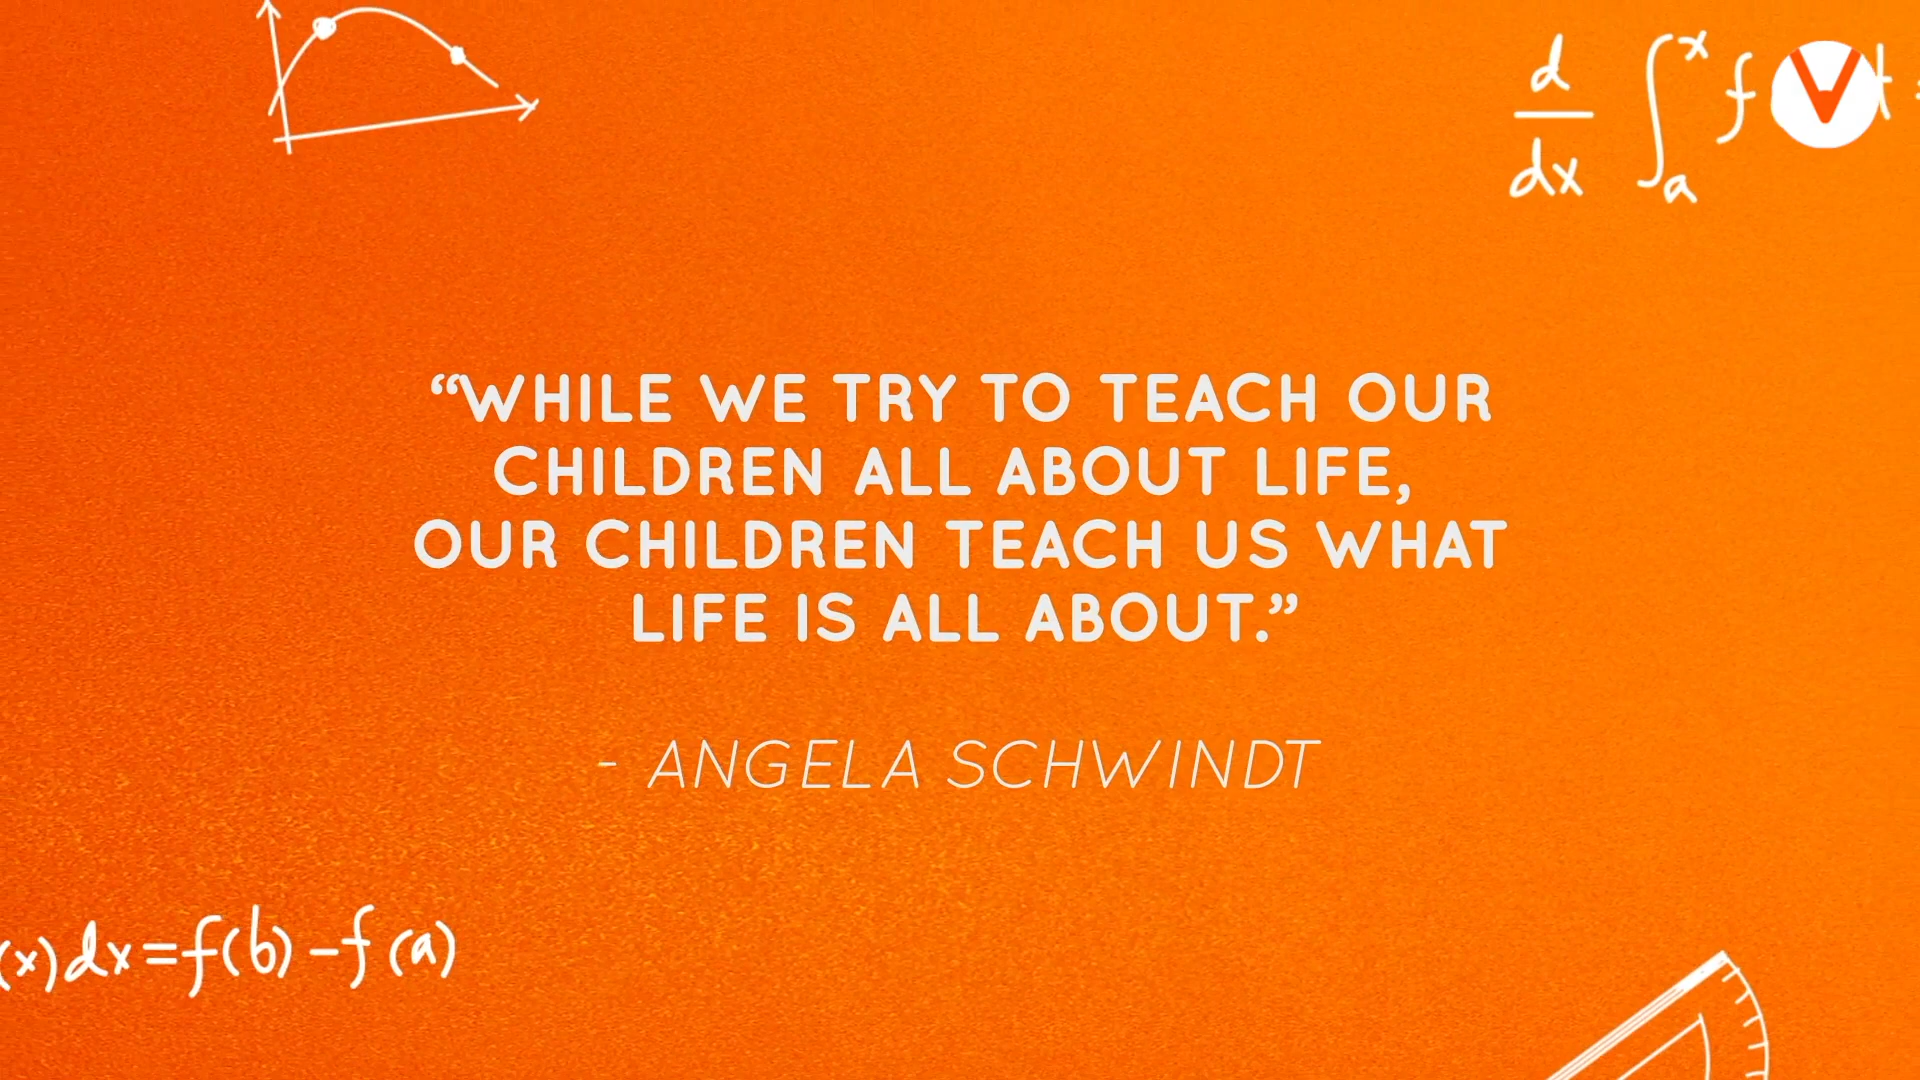 d
dx
∫ x a f
“WHILE WE TRY TO TEACH OUR
CHILDREN ALL ABOUT LIFE,
OUR CHILDREN TEACH US WHAT
LIFE IS ALL ABOUT.”
- ANGELA SCHWINDT
(x)dx=f(b)-f(a)